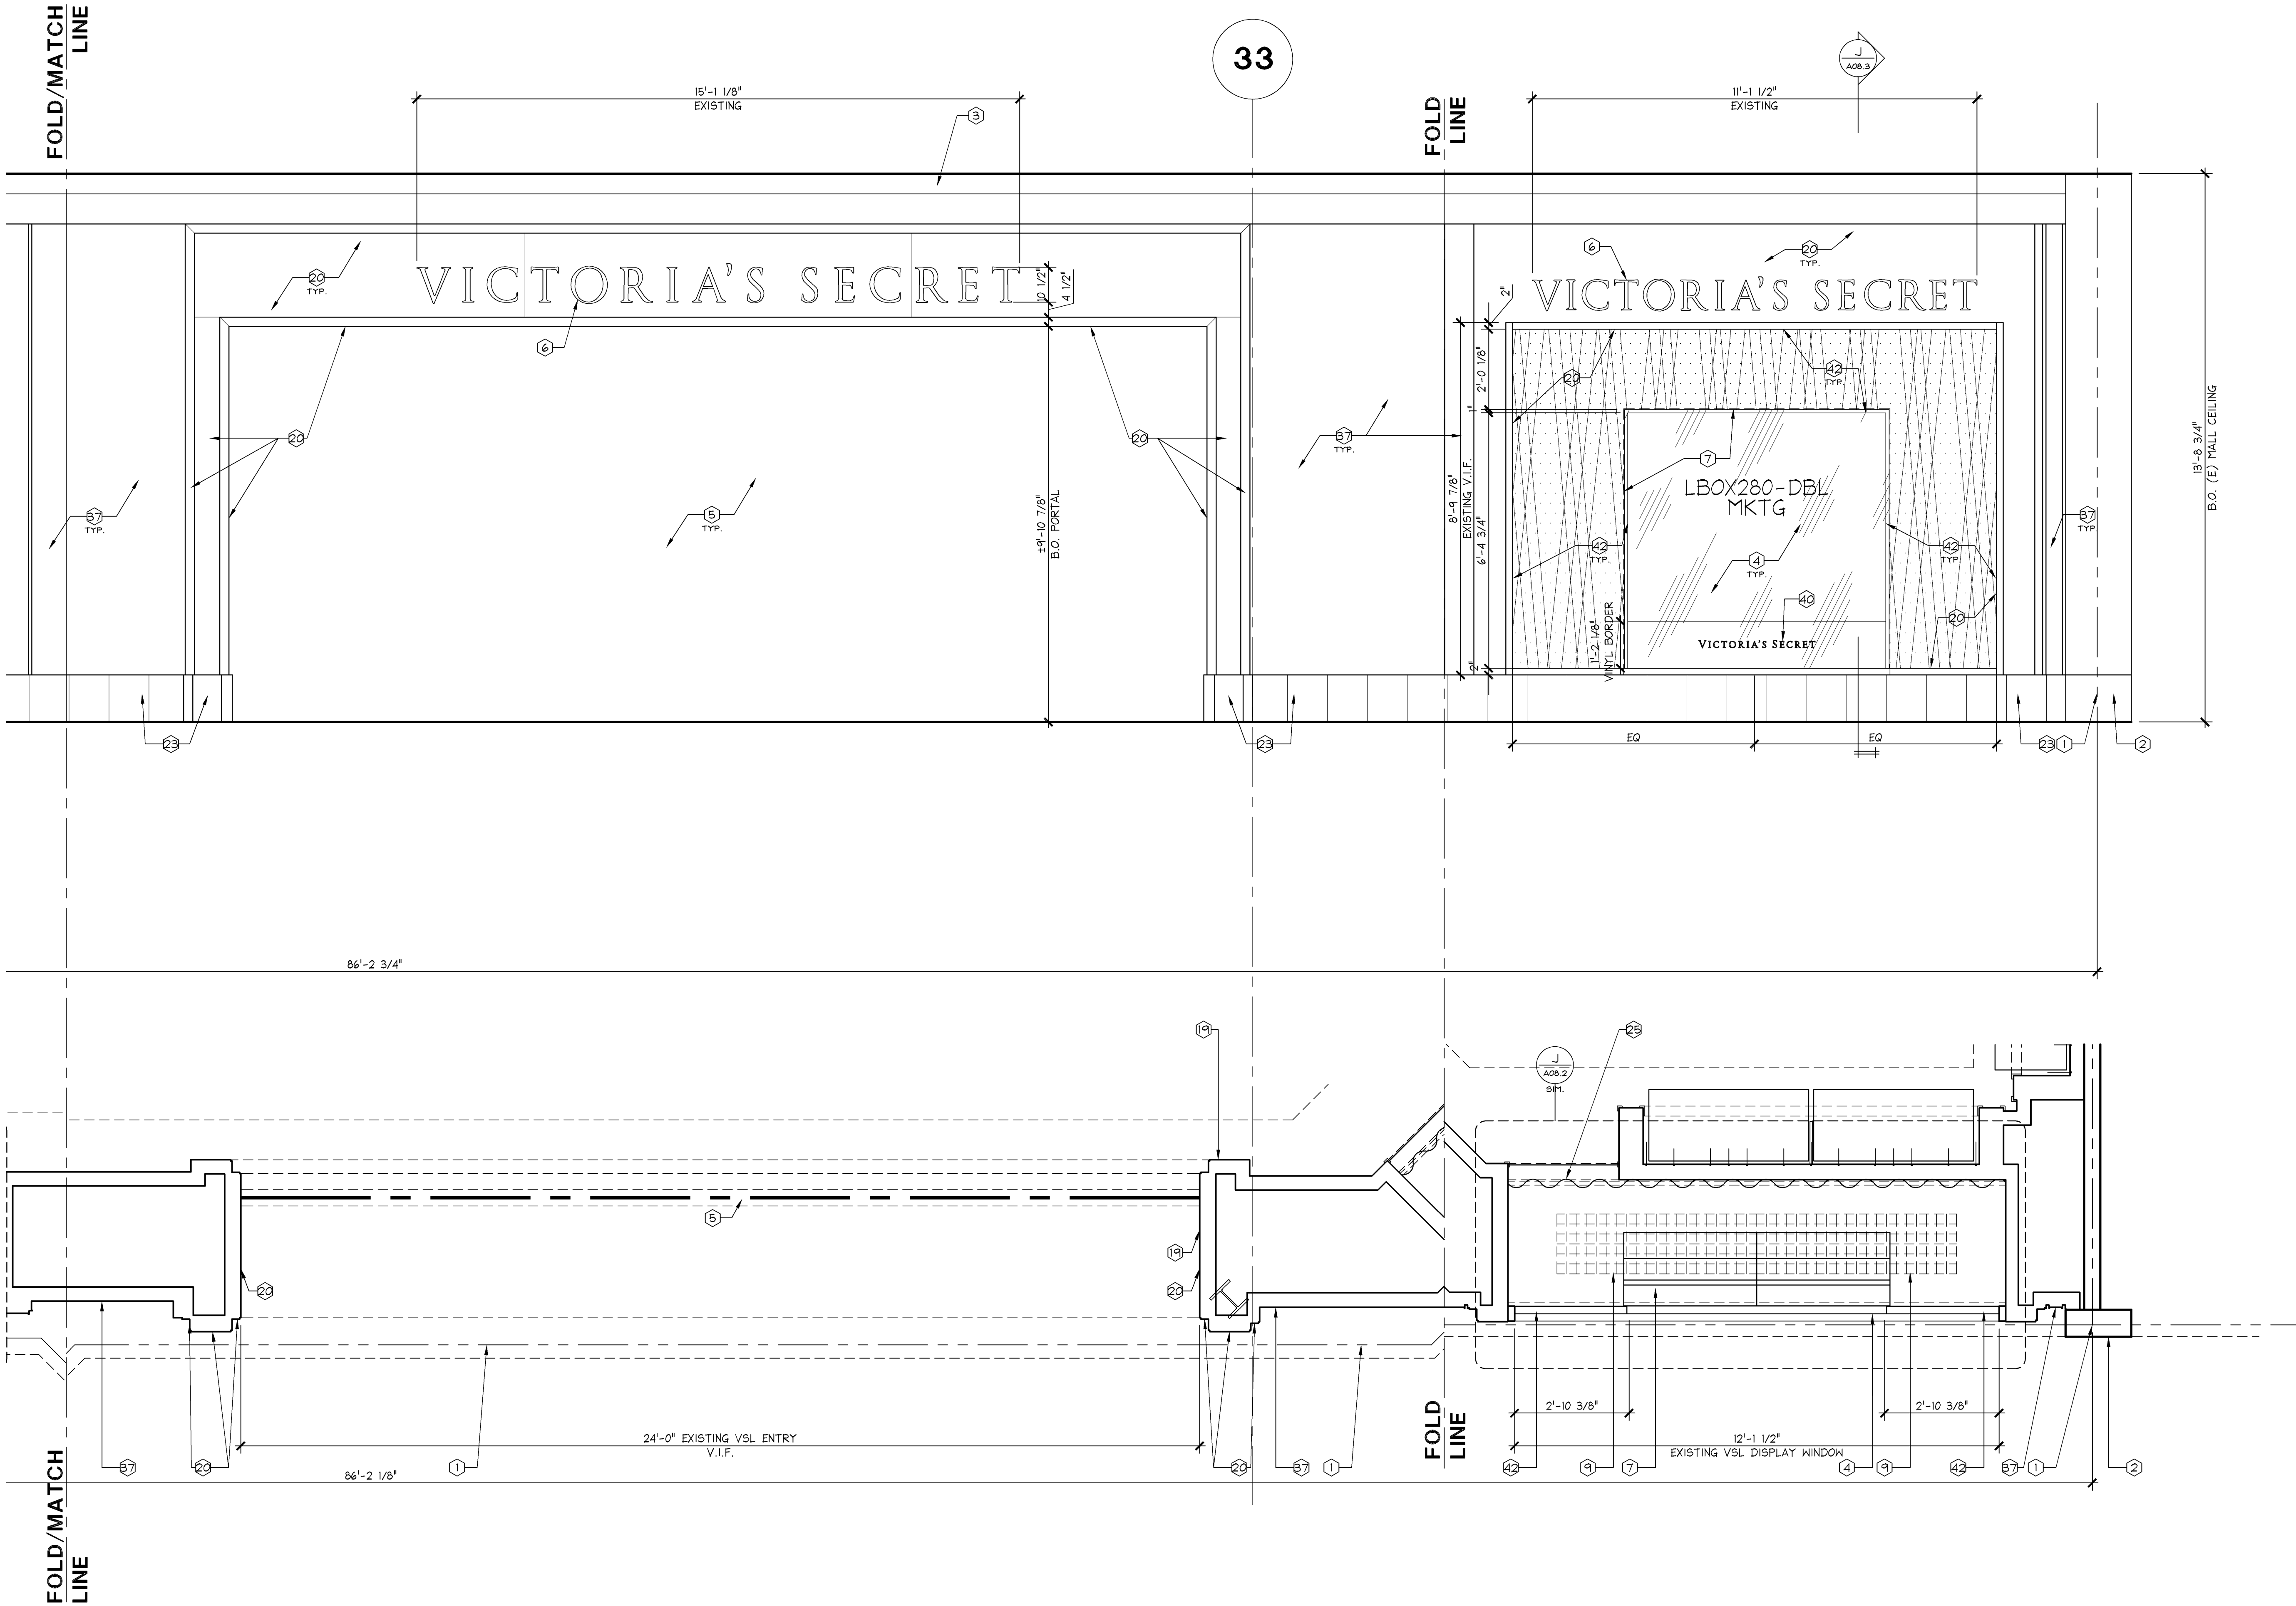 FOLD/MATCH
LINE
33
FOLD
LINE
J
A08.3
15'-1 1/8"
EXISTING
11'-1 1/2"
EXISTING
3
20
TYP.
VICTORIA'S SECRET
10 1/2"
4 1/2"
6
6
20
TYP.
VICTORIA'S SECRET
2"
2'-0 1/8"
1"
8'-9 7/8"
EXISTING V.I.F.
6'-4 3/4"
2"
1'-2 1/8"
VINYL BORDER
20
42
TYP.
7
LBOX280-DBL
MKTG
42
TYP.
4
TYP.
42
TYP.
40
VICTORIA'S SECRET
20
37
TYP.
20
5
TYP.
20
±9'-10 7/8"
B.O. PORTAL
37
TYP.
37
TYP
13'-8 3/4"
B.O. (E) MALL CEILING
23
23
EQ
EQ
23
1
2
86'-2 3/4"
19
25
J
A08.2
SIM.
5
19
20
20
2'-10 3/8"
2'-10 3/8"
24'-0" EXISTING VSL ENTRY
V.I.F.
12'-1 1/2"
EXISTING VSL DISPLAY WINDOW
FOLD
LINE
37
20
1
20
37
1
42
9
7
4
9
42
37
1
2
86'-2 1/8"
FOLD/MATCH
LINE